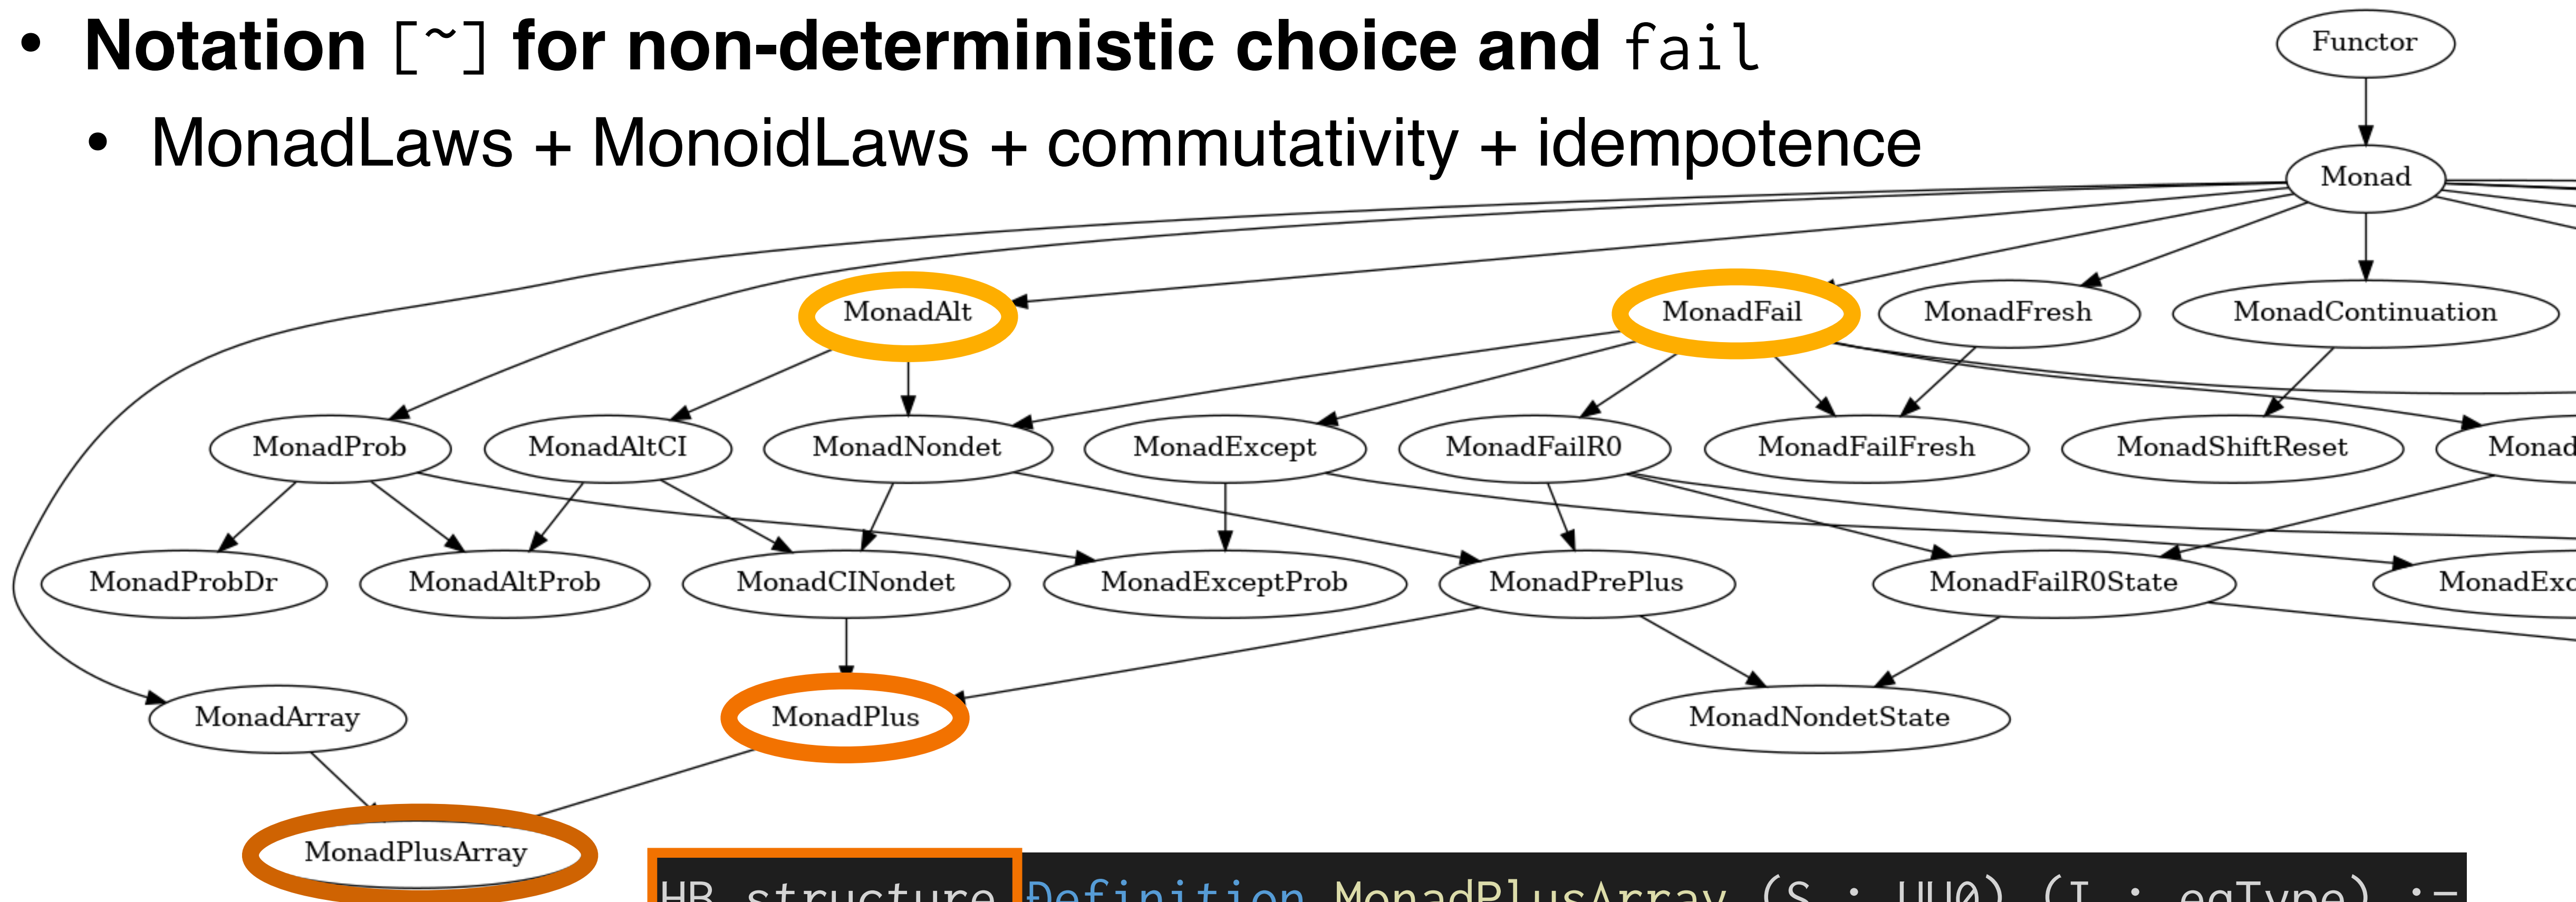 • Notation [~] for non-deterministic choice and fail
• MonadLaws + MonoidLaws + commutativity + idempotence
Functor
Monad
MonadAlt
MonadFail
MonadFresh
MonadContinuation
MonadProb
MonadAltCI
MonadNondet
MonadExcept
MonadFailR0
MonadFailFresh
MonadShiftReset
MonadProbDr
MonadAltProb
MonadCINondet
MonadExceptProb
MonadPrePlus
MonadFailR0State
MonadArray
MonadPlus
MonadNondetState
MonadPlusArray
HB.structure Definition MonadPlusArray (S : UU0) (I : eqType) :=